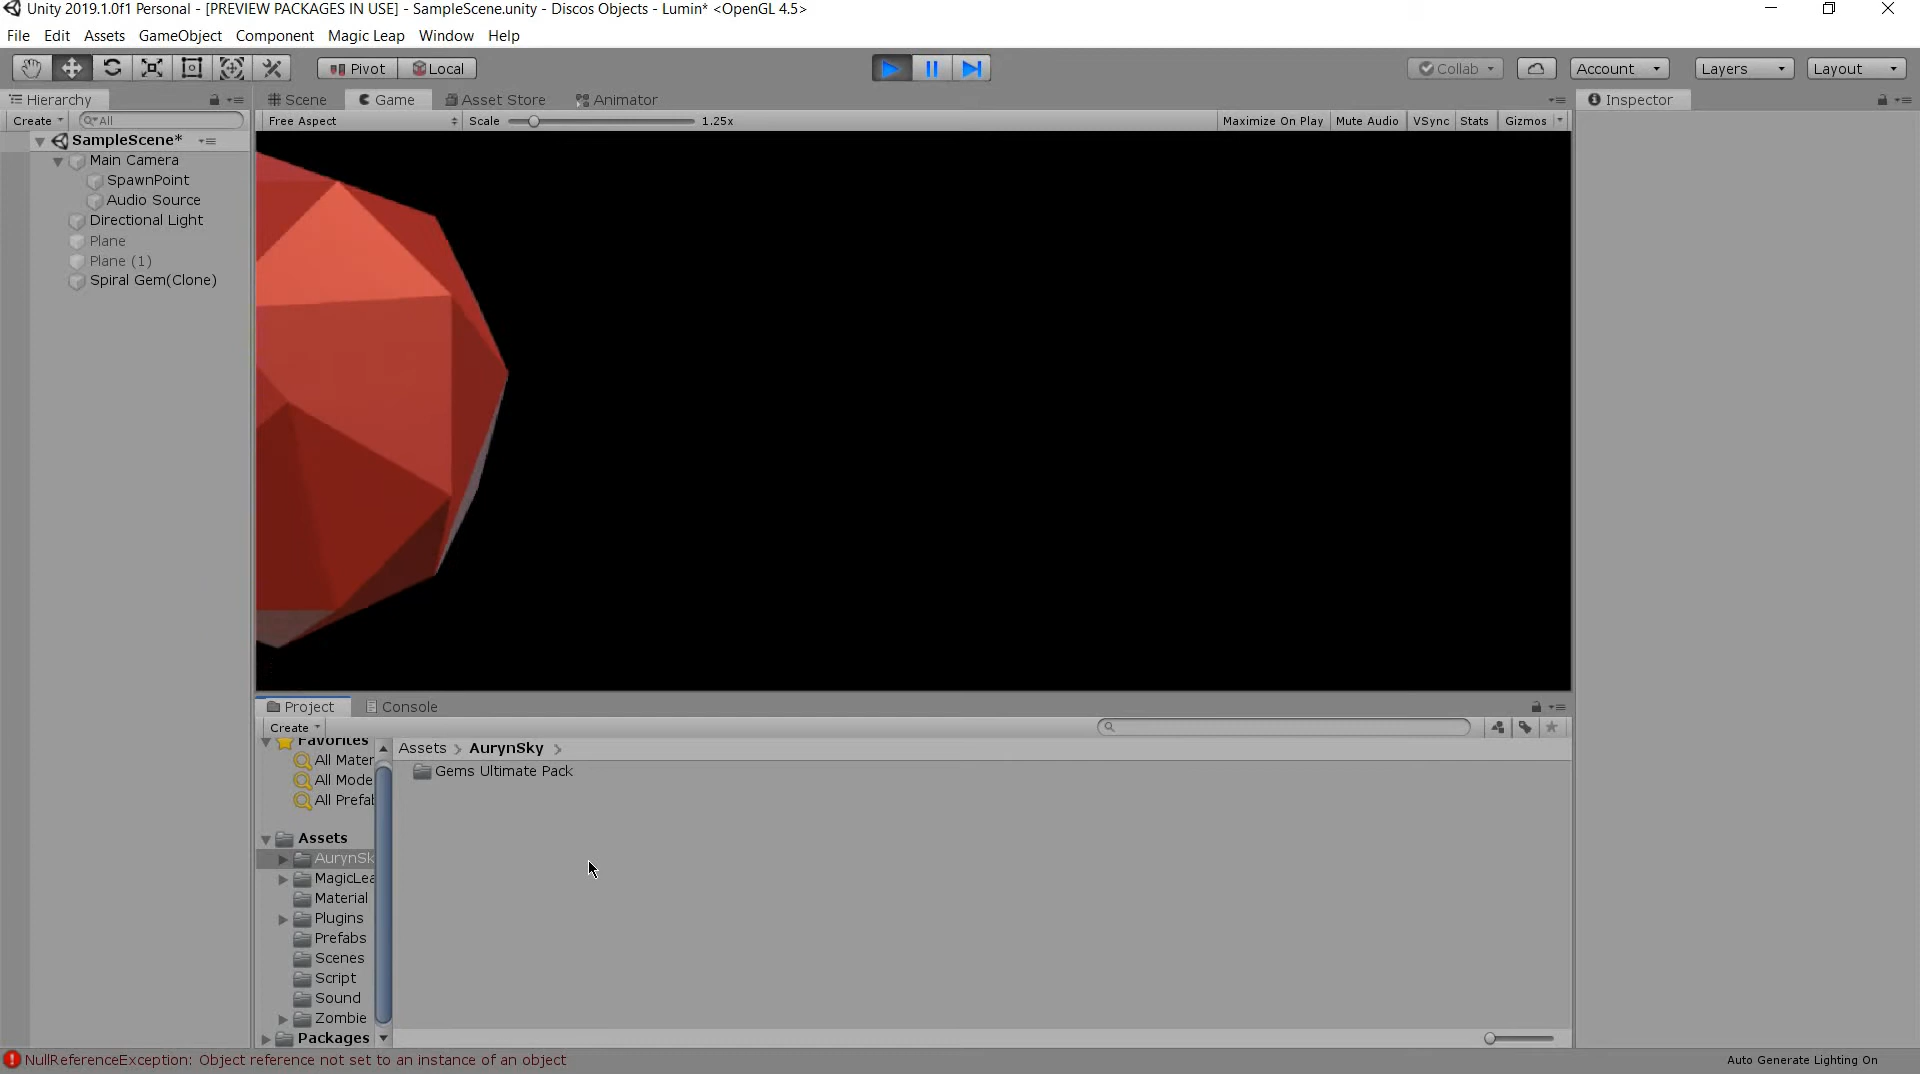 Unity 2019.1.0f1 Personal - [PREVIEW PACKAGES IN USE] - SampleScene.unity - Discos Objects - Lumin* <OpenGL 4.5>
File Edit Assets GameObject Component Magic Leap Window Help
Pivot Local Collab Account Layers Layout
Hierarchy Scene Game Asset Store Animator Inspector
Create All Free Aspect Scale 1.25x Maximize On Play Mute Audio VSync Stats Gizmos
SampleScene*
Main Camera
SpawnPoint
Audio Source
Directional Light
Plane
Plane (1)
Spiral Gem(Clone)
Project Console
Create
Favorites
All Mater
All Mode
All Prefab
Assets
AurynSk
MagicLea
Material
Plugins
Prefabs
Scenes
Script
Sound
Zombie
Packages
Assets > AurynSky >
Gems Ultimate Pack
NullReferenceException: Object reference not set to an instance of an object
Auto Generate Lighting On